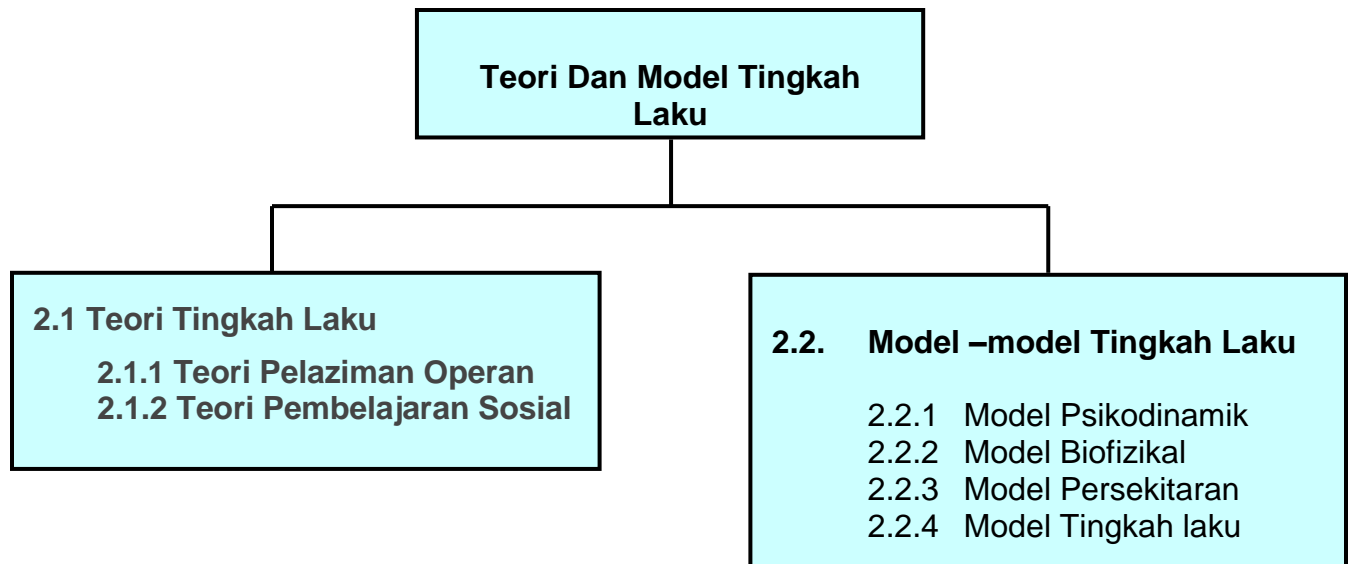 Teori Dan Model Tingkah
Laku
2.1 Teori Tingkah Laku
2.1.1 Teori Pelaziman Operan
2.1.2 Teori Pembelajaran Sosial
2.2. Model –model Tingkah Laku
2.2.1 Model Psikodinamik
2.2.2 Model Biofizikal
2.2.3 Model Persekitaran
2.2.4 Model Tingkah laku